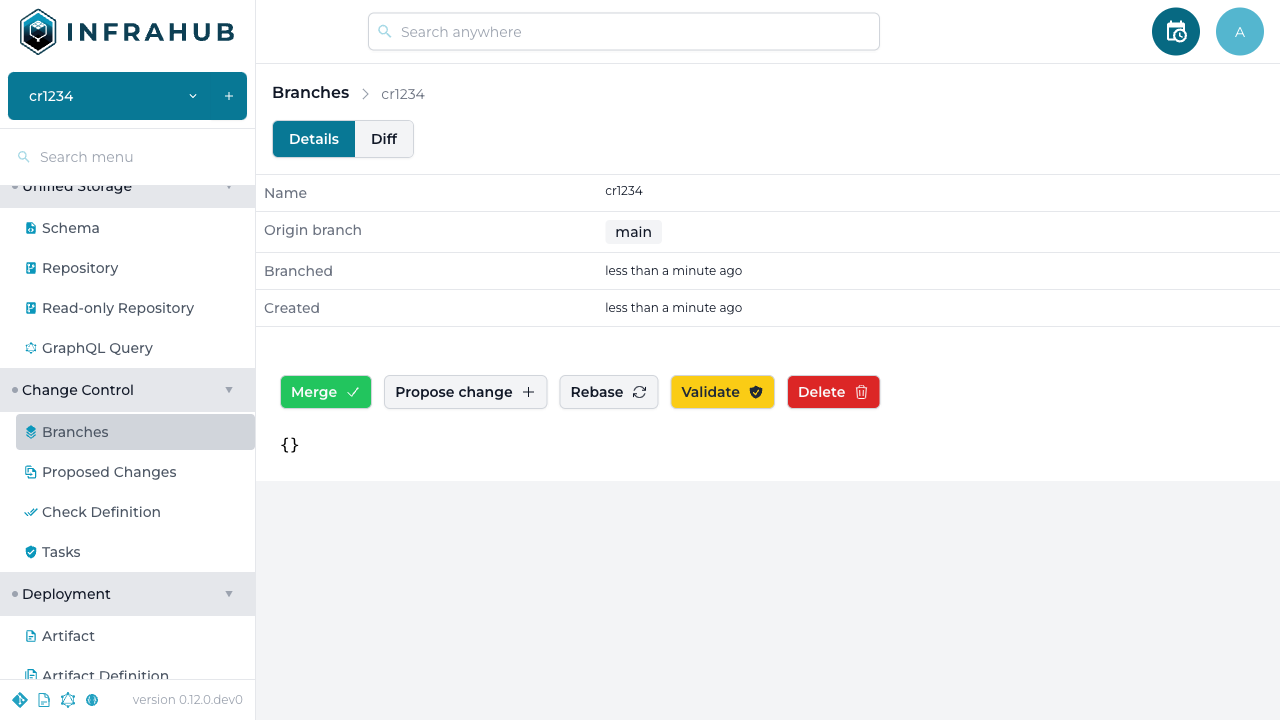 INFRAHUB
Search anywhere
A
cr1234
+
Search menu
Unified Storage
Schema
Repository
Read-only Repository
GraphQL Query
Change Control
Branches
Proposed Changes
Check Definition
Tasks
Deployment
Artifact
Artifact Definition
version 0.12.0.dev0
Branches > cr1234
Details Diff
Name cr1234
Origin branch main
Branched less than a minute ago
Created less than a minute ago
Merge Propose change Rebase Validate Delete
{}